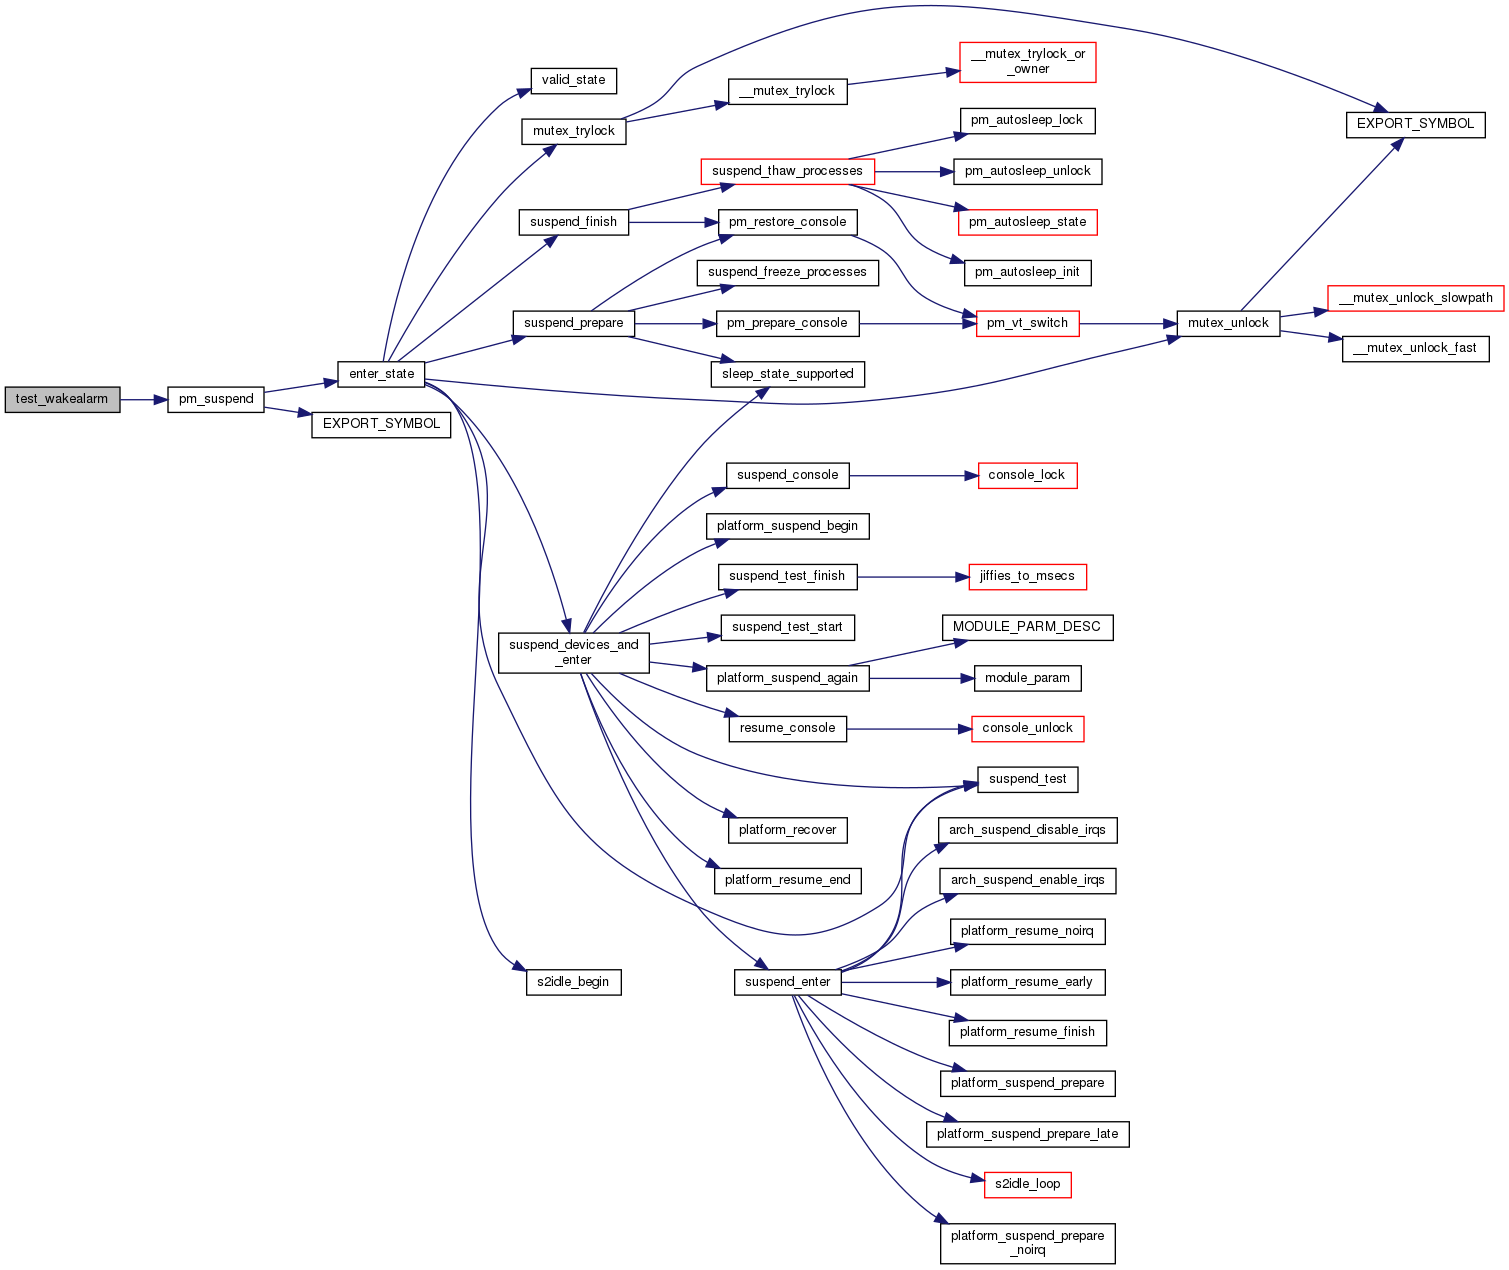 test_wakealarm
pm_suspend
enter_state
EXPORT_SYMBOL
valid_state
mutex_trylock
suspend_finish
suspend_prepare
suspend_devices_and
_enter
s2idle_begin
__mutex_trylock
suspend_thaw_processes
pm_restore_console
suspend_freeze_processes
pm_prepare_console
sleep_state_supported
suspend_console
platform_suspend_begin
suspend_test_finish
suspend_test_start
platform_suspend_again
resume_console
platform_recover
platform_resume_end
suspend_enter
__mutex_trylock_or
_owner
pm_autosleep_lock
pm_autosleep_unlock
pm_autosleep_state
pm_autosleep_init
pm_vt_switch
console_lock
jiffies_to_msecs
MODULE_PARM_DESC
module_param
console_unlock
suspend_test
arch_suspend_disable_irqs
arch_suspend_enable_irqs
platform_resume_noirq
platform_resume_early
platform_resume_finish
platform_suspend_prepare
platform_suspend_prepare_late
s2idle_loop
platform_suspend_prepare
_noirq
mutex_unlock
EXPORT_SYMBOL
__mutex_unlock_slowpath
__mutex_unlock_fast